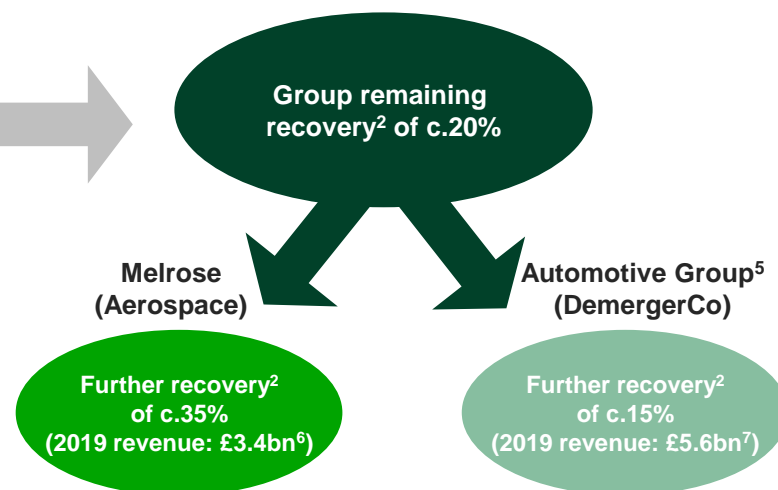 Group remaining
recovery² of c.20%
Melrose
(Aerospace)
Automotive Group⁵
(DemergerCo)
Further recovery²
of c.35%
(2019 revenue: £3.4bn⁶)
Further recovery²
of c.15%
(2019 revenue: £5.6bn⁷)